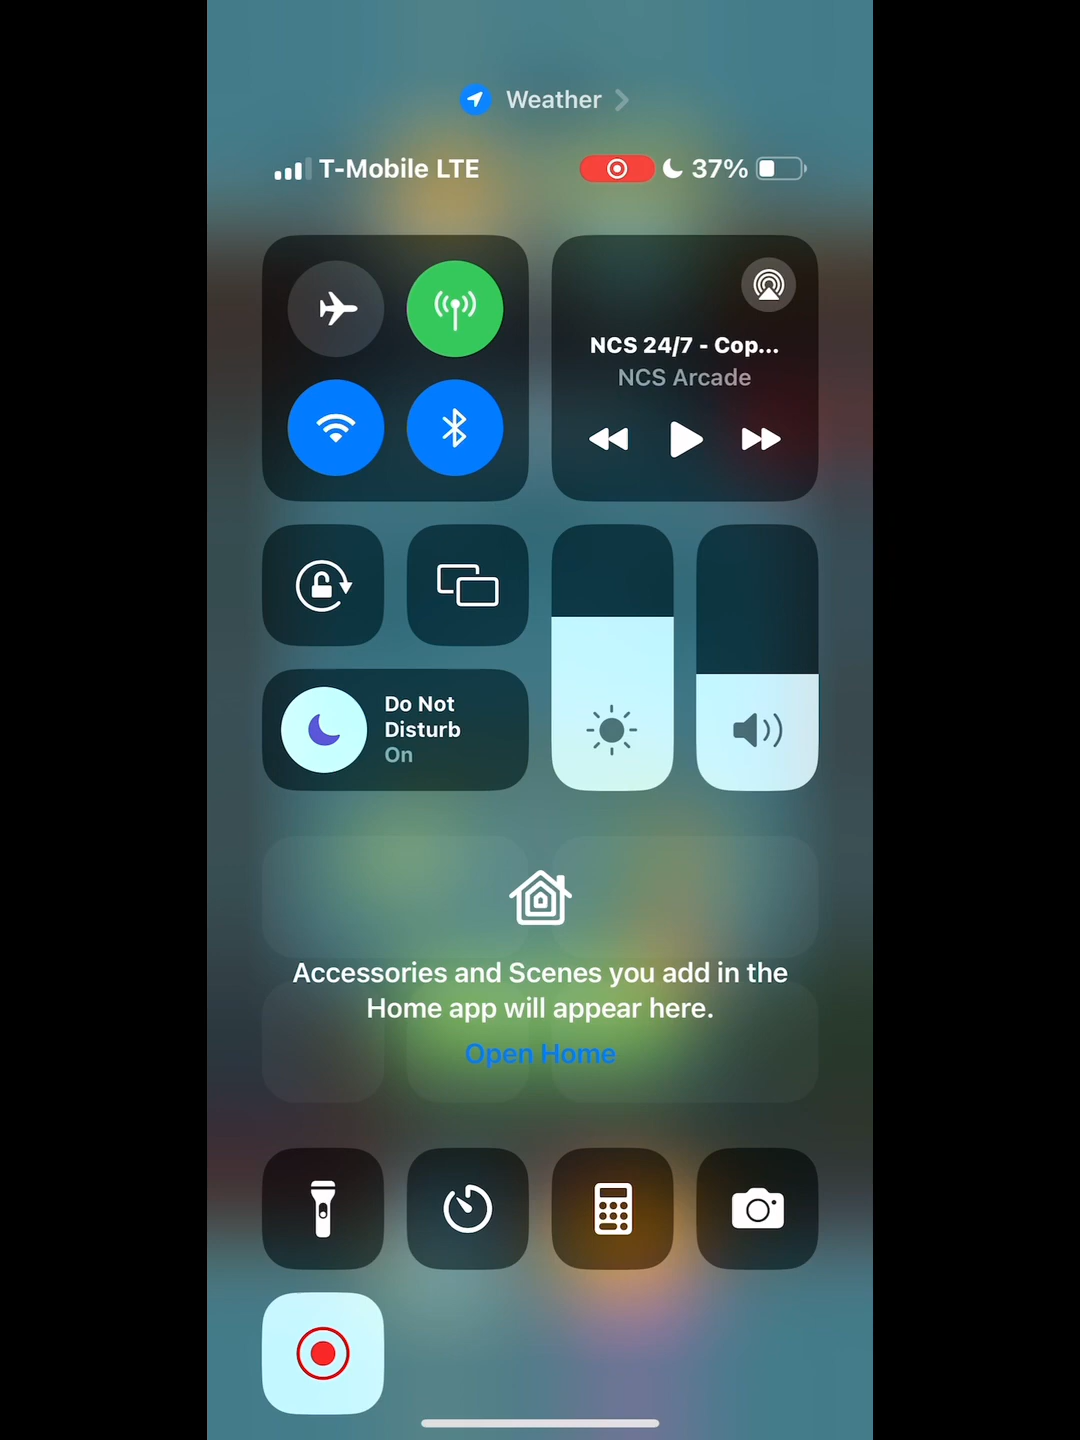 Weather
T-Mobile LTE
37%
NCS 24/7 - Cop...
NCS Arcade
Do Not
Disturb
On
Accessories and Scenes you add in the
Home app will appear here.
Open Home